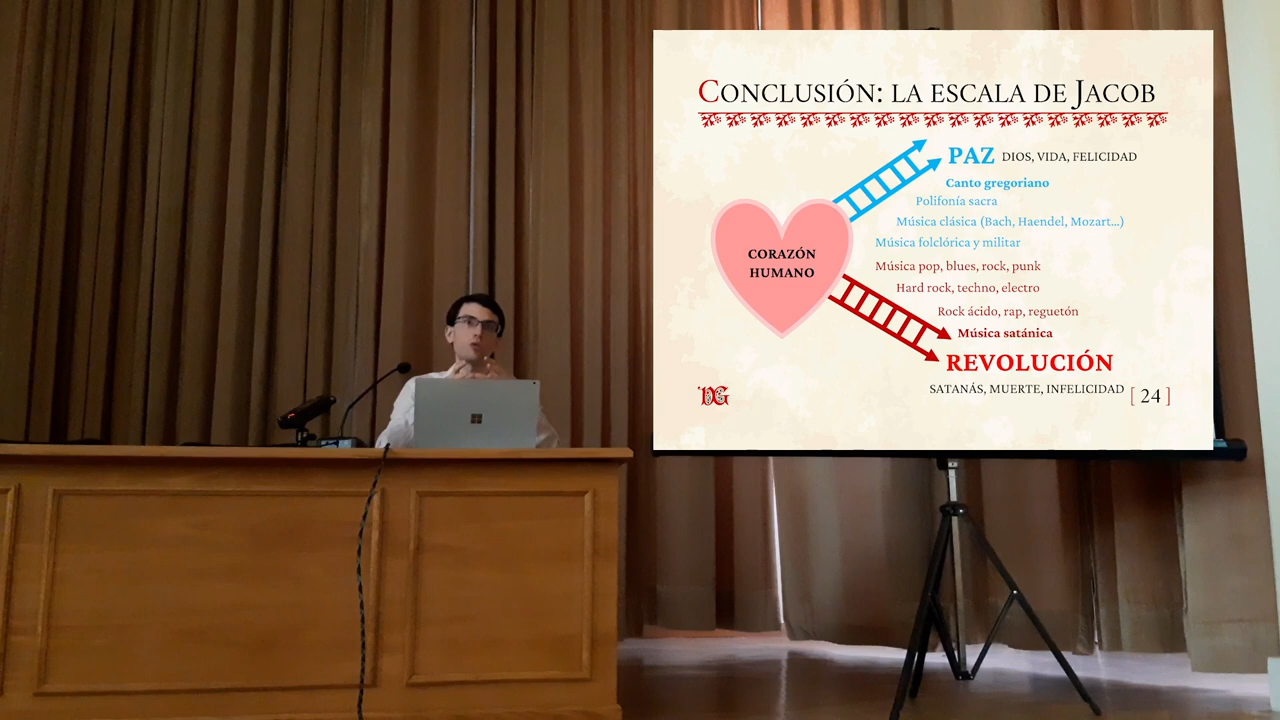 CONCLUSIÓN: LA ESCALA DE JACOB
PAZ DIOS, VIDA, FELICIDAD
Canto gregoriano
Polifonía sacra
Música clásica (Bach, Haendel, Mozart...)
Música folclórica y militar
CORAZÓN
HUMANO
Música pop, blues, rock, punk
Hard rock, techno, electro
Rock ácido, rap, reguetón
Música satánica
REVOLUCIÓN
SATANÁS, MUERTE, INFELICIDAD
[ 24 ]